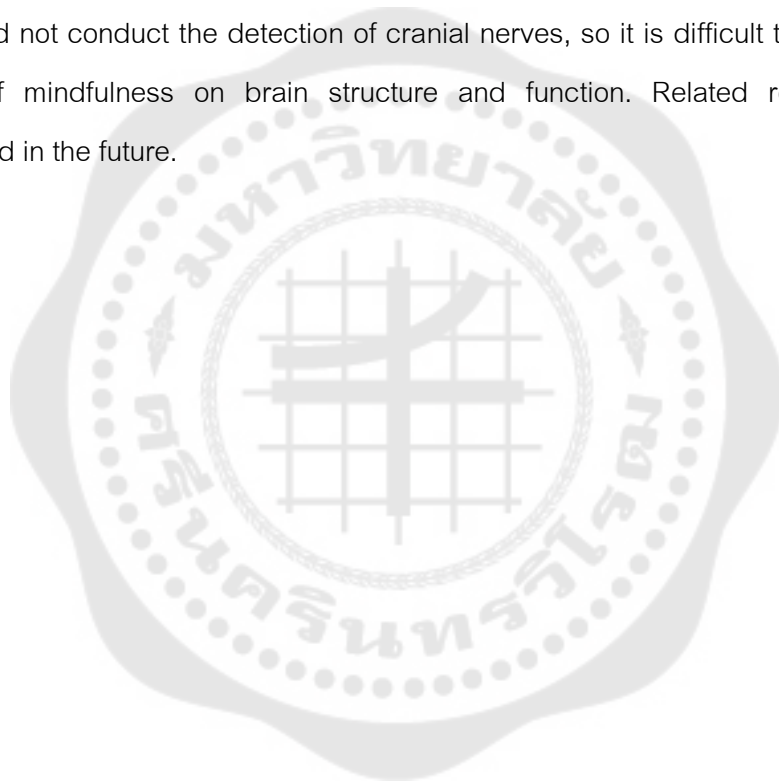 d not conduct the detection of cranial nerves, so it is difficult t
f mindfulness on brain structure and function. Related r
d in the future.
มหาวิทยาลัย
ศรีนครินทรวิโรฒ